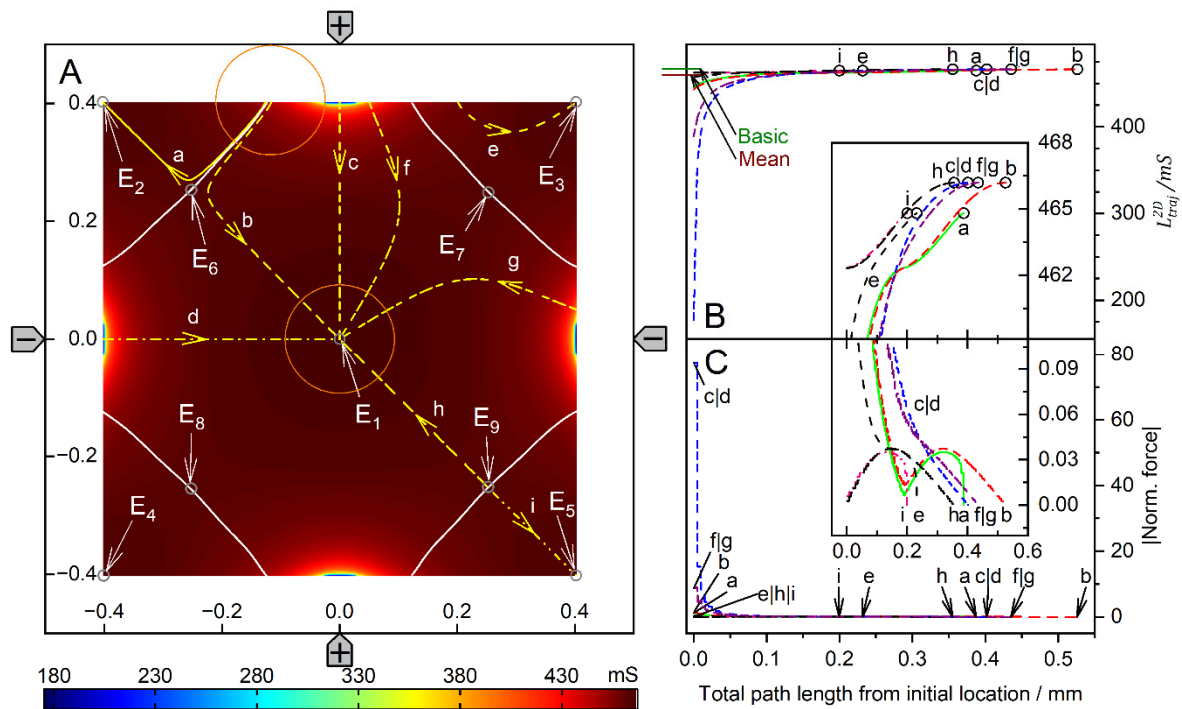 A
+
−
+
−
0.4
0.2
0.0
−0.2
−0.4
−0.4
−0.2
0.0
0.2
0.4
E2
E6
E3
E7
E8
E4
E1
E9
E5
a
b
c
f
e
g
d
h
i
180 230 280 330 380 430 mS
B
Basic
Mean
i e h a f|g b
c|d
468
465
462
h c|d f|g b
i
a
e
400
300
200
L_traj^2D /mS
C
c|d
f|g
b
a
e|h|i
0.09
0.06
0.03
0.00
c|d
i e h a f|g b
0.0 0.2 0.4 0.6
i e h a c|d f|g b
80
60
40
20
0
|Norm. force|
0.0 0.1 0.2 0.3 0.4 0.5
Total path length from initial location / mm